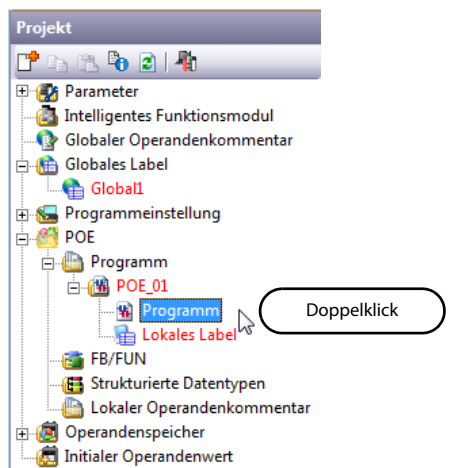 Projekt
Parameter
Intelligentes Funktionsmodul
Globaler Operandenkommentar
Globales Label
Global1
Programmeinstellung
POE
Programm
POE_01
Programm
Doppelklick
Lokales Label
FB/FUN
Strukturierte Datentypen
Lokaler Operandenkommentar
Operandenspeicher
Initialer Operandenwert